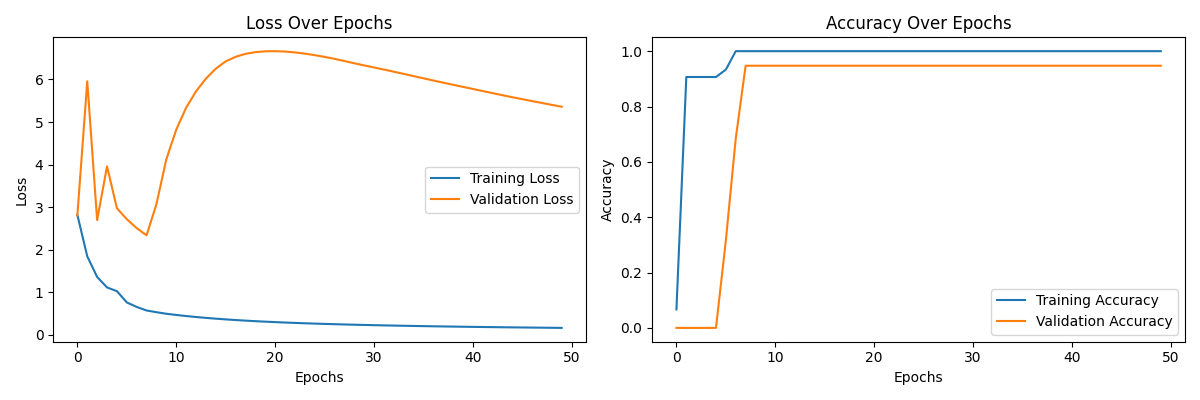 Loss Over Epochs
Loss
6
5
4
3
2
1
0
Training Loss
Validation Loss
0 10 20 30 40 50
Epochs
Accuracy Over Epochs
Accuracy
1.0
0.8
0.6
0.4
0.2
0.0
Training Accuracy
Validation Accuracy
0 10 20 30 40 50
Epochs